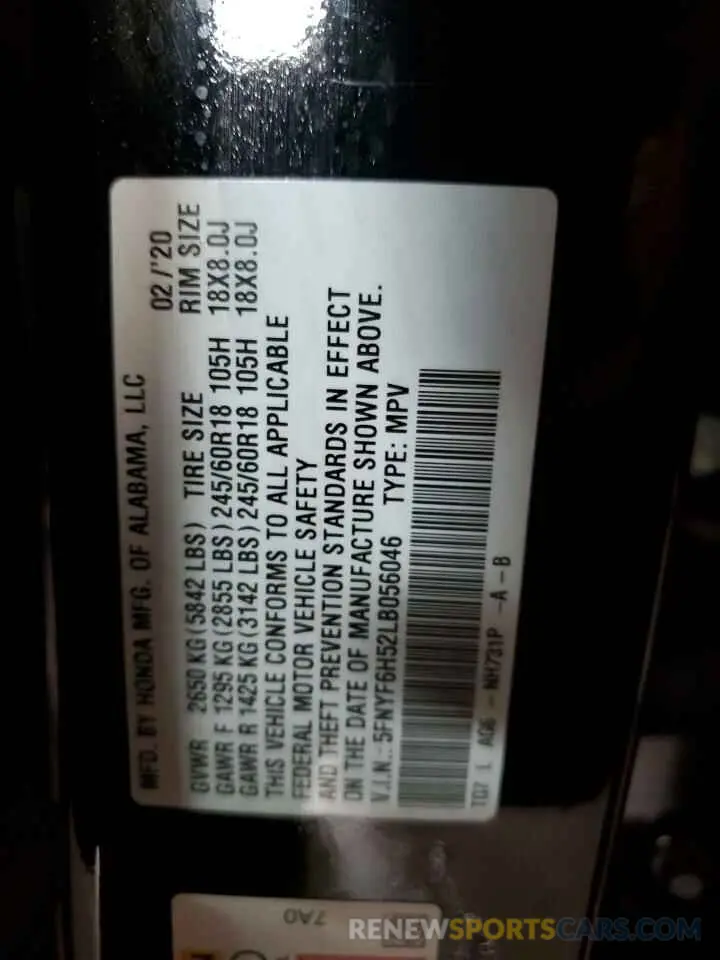 MFD. BY HONDA MFG. OF ALABAMA, LLC 02/'20
GVWR 2650 KG (5842 LBS) TIRE SIZE RIM SIZE
GAWR F 1295 KG (2855 LBS) 245/60R18 105H 18X8.0J
GAWR R 1425 KG (3142 LBS) 245/60R18 105H 18X8.0J
THIS VEHICLE CONFORMS TO ALL APPLICABLE
FEDERAL MOTOR VEHICLE SAFETY
AND THEFT PREVENTION STANDARDS IN EFFECT
ON THE DATE OF MANUFACTURE SHOWN ABOVE.
V.I.N.: 5FNYF6H52LB056046 TYPE: MPV
TG7 L AG6 - NH731P -A-B
7A0
RENEWSPORTSCARS.COM